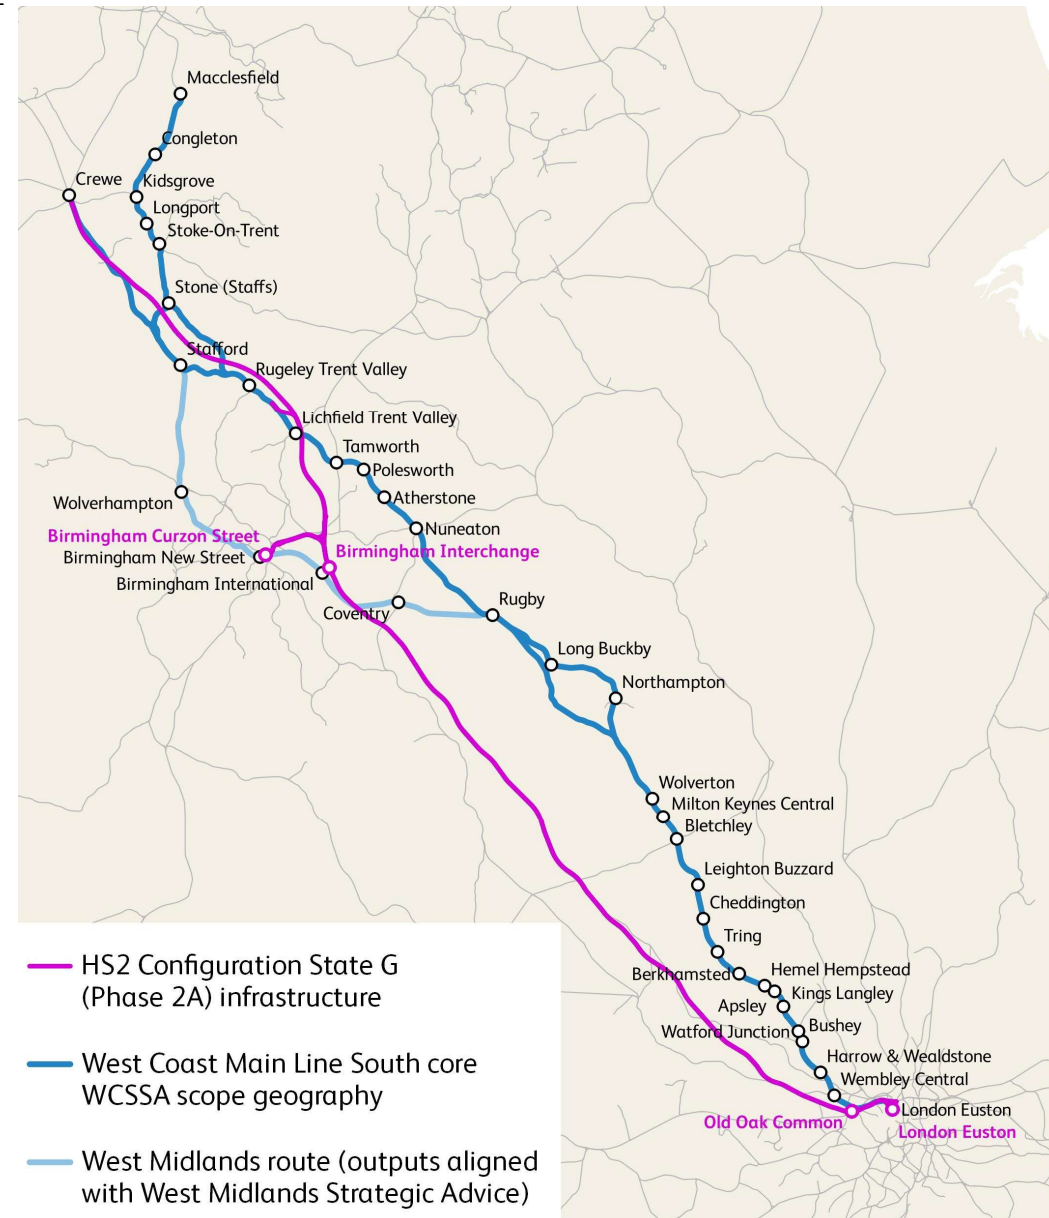 Macclesfield
Congleton
Crewe
Kidsgrove
Longport
Stoke-On-Trent
Stone (Staffs)
Stafford
Rugeley Trent Valley
Lichfield Trent Valley
Tamworth
Polesworth
Atherstone
Wolverhampton
Nuneaton
Birmingham Curzon Street
Birmingham Interchange
Birmingham New Street
Birmingham International
Rugby
Coventry
Long Buckby
Northampton
Wolverton
Milton Keynes Central
Bletchley
Leighton Buzzard
Cheddington
Tring
Berkhamsted
Hemel Hempstead
Kings Langley
Apsley
Bushey
Watford Junction
Harrow & Wealdstone
Wembley Central
London Euston
Old Oak Common
London Euston
HS2 Configuration State G
(Phase 2A) infrastructure
West Coast Main Line South core
WCSSA scope geography
West Midlands route (outputs aligned
with West Midlands Strategic Advice)